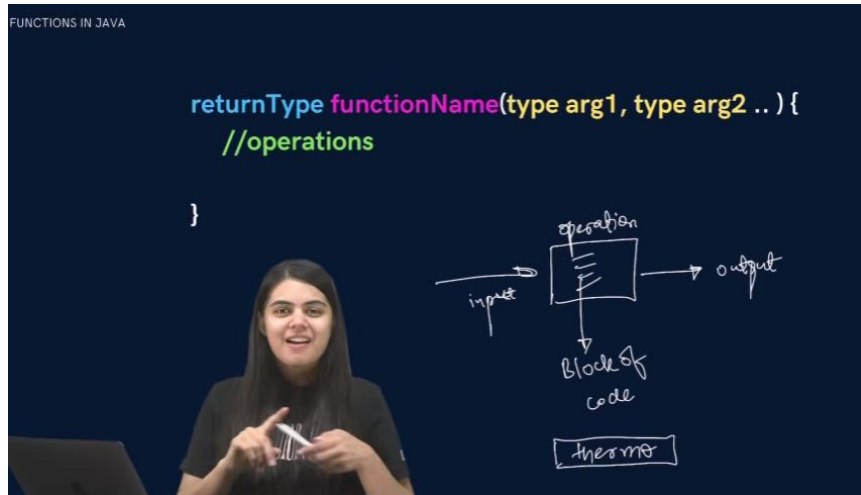 FUNCTIONS IN JAVA
returnType functionName(type arg1, type arg2 .. ) {
//operations
}
operation
input
output
Block of
code
thermo